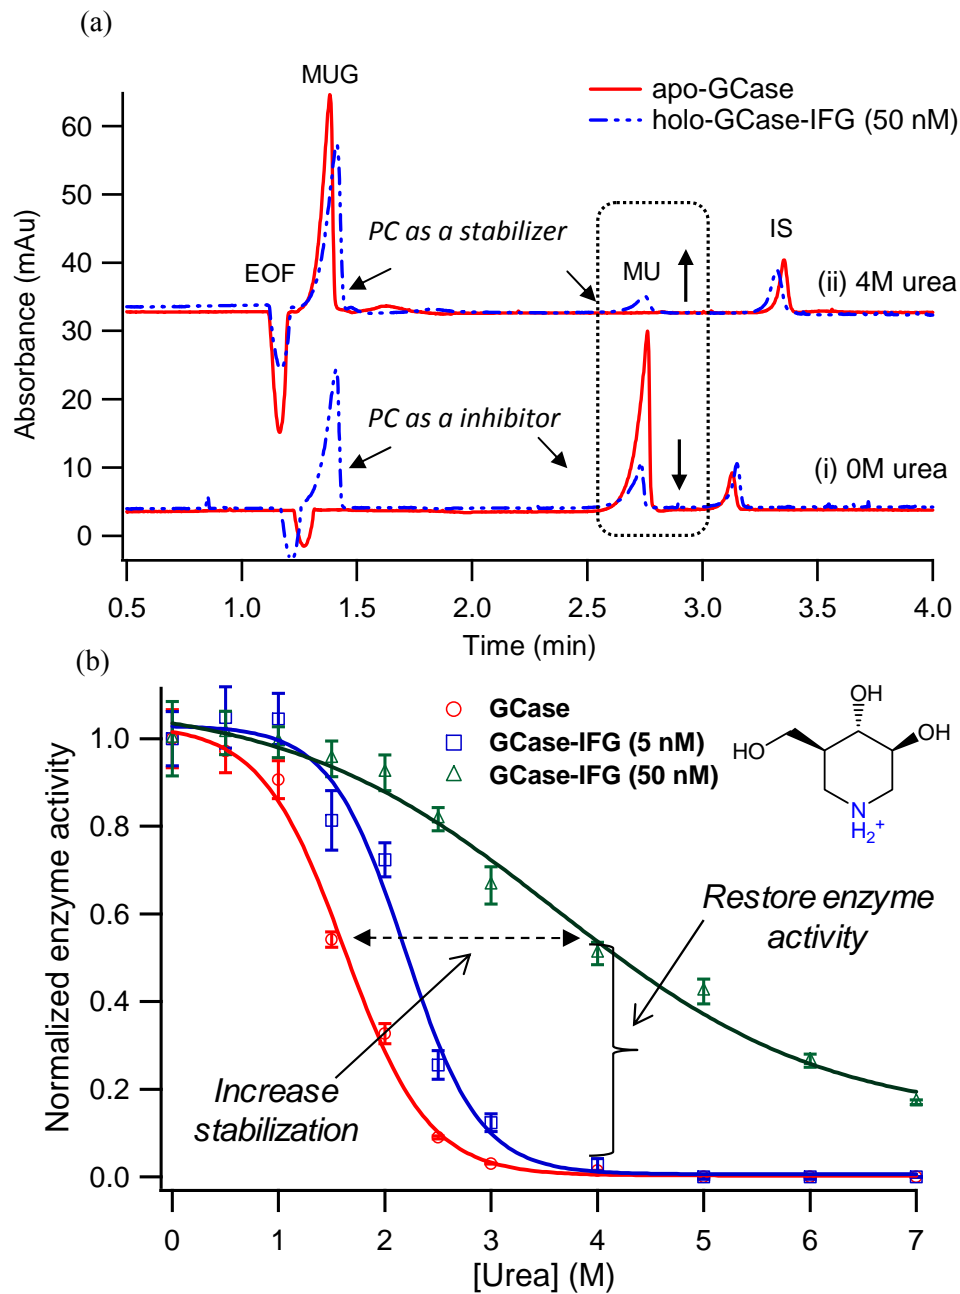 (a)
MUG
apo-GCase
holo-GCase-IFG (50 nM)
60
50
40
30
20
10
0
Absorbance (mAu)
PC as a stabilizer
EOF
MU
IS
(ii) 4M urea
PC as a inhibitor
(i) 0M urea
0.5 1.0 1.5 2.0 2.5 3.0 3.5 4.0
Time (min)
(b)
1.0
0.8
0.6
0.4
0.2
0.0
Normalized enzyme activity
GCase
GCase-IFG (5 nM)
GCase-IFG (50 nM)
OH
HO
OH
N
H2+
Restore enzyme
activity
Increase
stabilization
0 1 2 3 4 5 6 7
[Urea] (M)